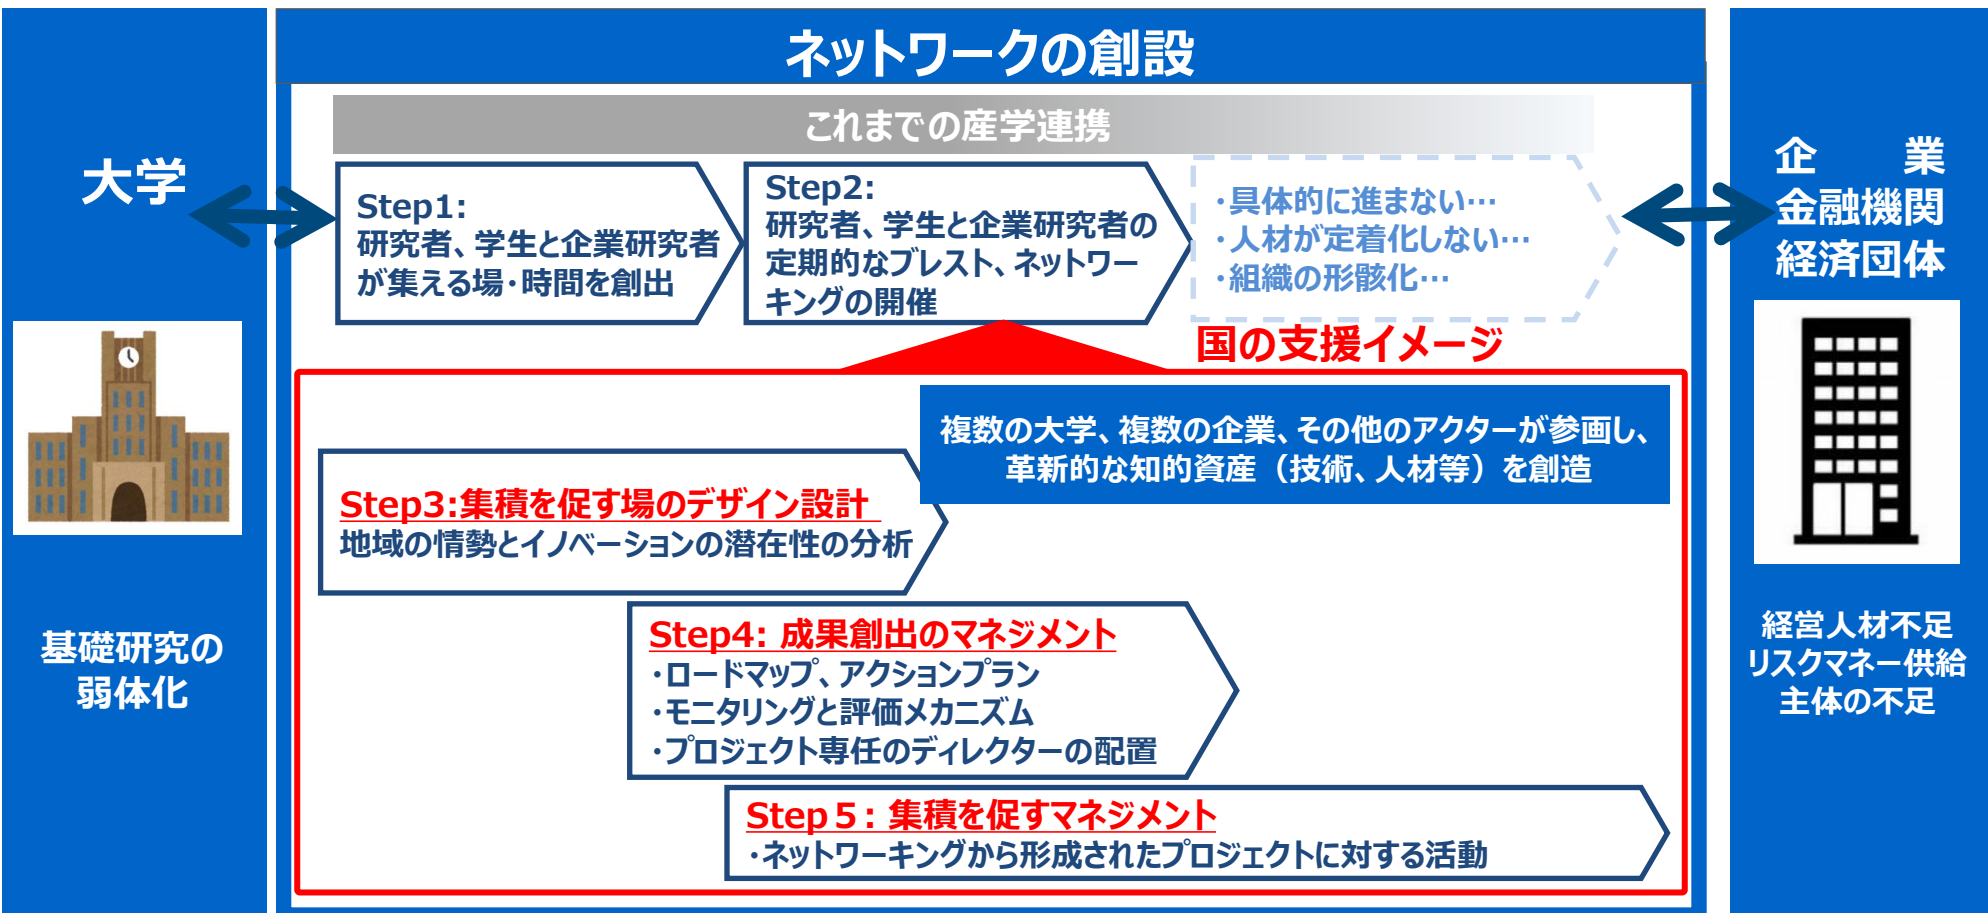 ネットワークの創設
これまでの産学連携
大学
基礎研究の
弱体化
Step1:
研究者、学生と企業研究者
が集える場・時間を創出
Step2:
研究者、学生と企業研究者の
定期的なブレスト、ネットワー
キングの開催
・具体的に進まない…
・人材が定着化しない…
・組織の形骸化…
国の支援イメージ
複数の大学、複数の企業、その他のアクターが参画し、
革新的な知的資産（技術、人材等）を創造
Step3:集積を促す場のデザイン設計
地域の情勢とイノベーションの潜在性の分析
Step4: 成果創出のマネジメント
・ロードマップ、アクションプラン
・モニタリングと評価メカニズム
・プロジェクト専任のディレクターの配置
Step５: 集積を促すマネジメント
・ネットワーキングから形成されたプロジェクトに対する活動
企　業
金融機関
経済団体
経営人材不足
リスクマネー供給
主体の不足